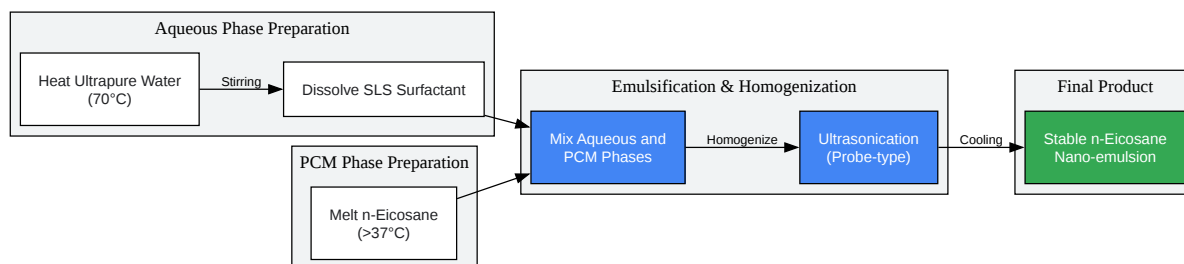 Aqueous Phase Preparation
Heat Ultrapure Water
(70°C)
Stirring
Dissolve SLS Surfactant
PCM Phase Preparation
Melt n-Eicosane
(>37°C)
Emulsification & Homogenization
Mix Aqueous and
PCM Phases
Homogenize
Ultrasonication
(Probe-type)
Cooling
Final Product
Stable n-Eicosane
Nano-emulsion